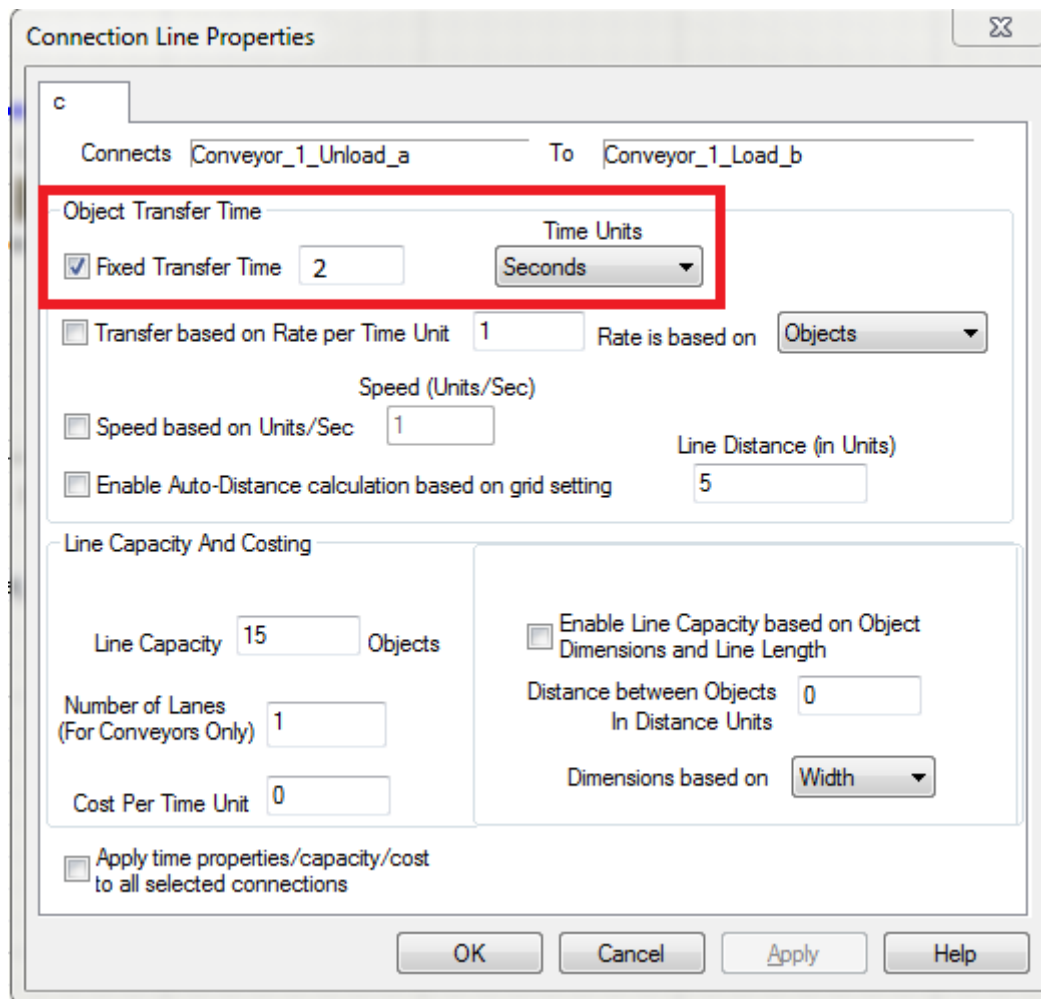 Connection Line Properties
c
Connects Conveyor_1_Unload_a To Conveyor_1_Load_b
Object Transfer Time
Time Units
Fixed Transfer Time 2 Seconds
Transfer based on Rate per Time Unit 1 Rate is based on Objects
Speed (Units/Sec)
Speed based on Units/Sec 1
Line Distance (in Units)
Enable Auto-Distance calculation based on grid setting 5
Line Capacity And Costing
Line Capacity 15 Objects
Number of Lanes
(For Conveyors Only) 1
Cost Per Time Unit 0
Enable Line Capacity based on Object
Dimensions and Line Length
Distance between Objects 0
In Distance Units
Dimensions based on Width
Apply time properties/capacity/cost
to all selected connections
OK Cancel Apply Help